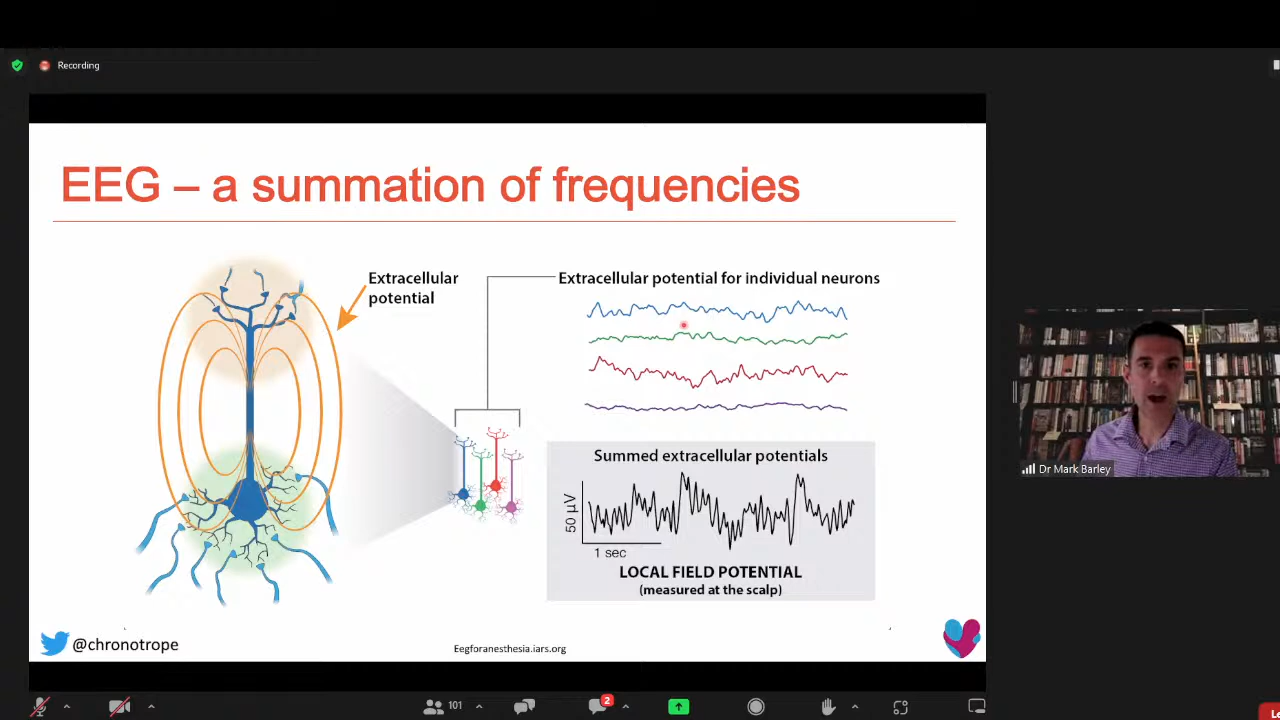 Recording
EEG – a summation of frequencies
Extracellular
potential
Extracellular potential for individual neurons
Summed extracellular potentials
50 µV
1 sec
LOCAL FIELD POTENTIAL
(measured at the scalp)
@chronotrope
Eegforanesthesia.iars.org
Dr Mark Barley
101
2